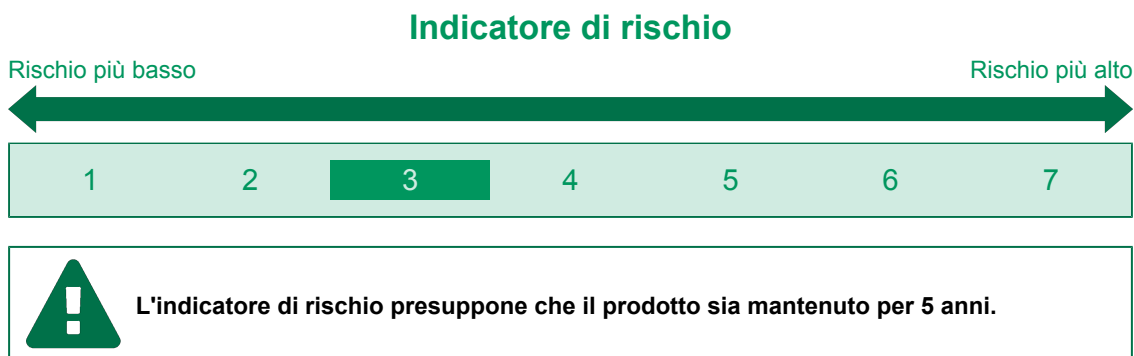 Indicatore di rischio
Rischio più basso
Rischio più alto
1 2 3 4 5 6 7
L'indicatore di rischio presuppone che il prodotto sia mantenuto per 5 anni.